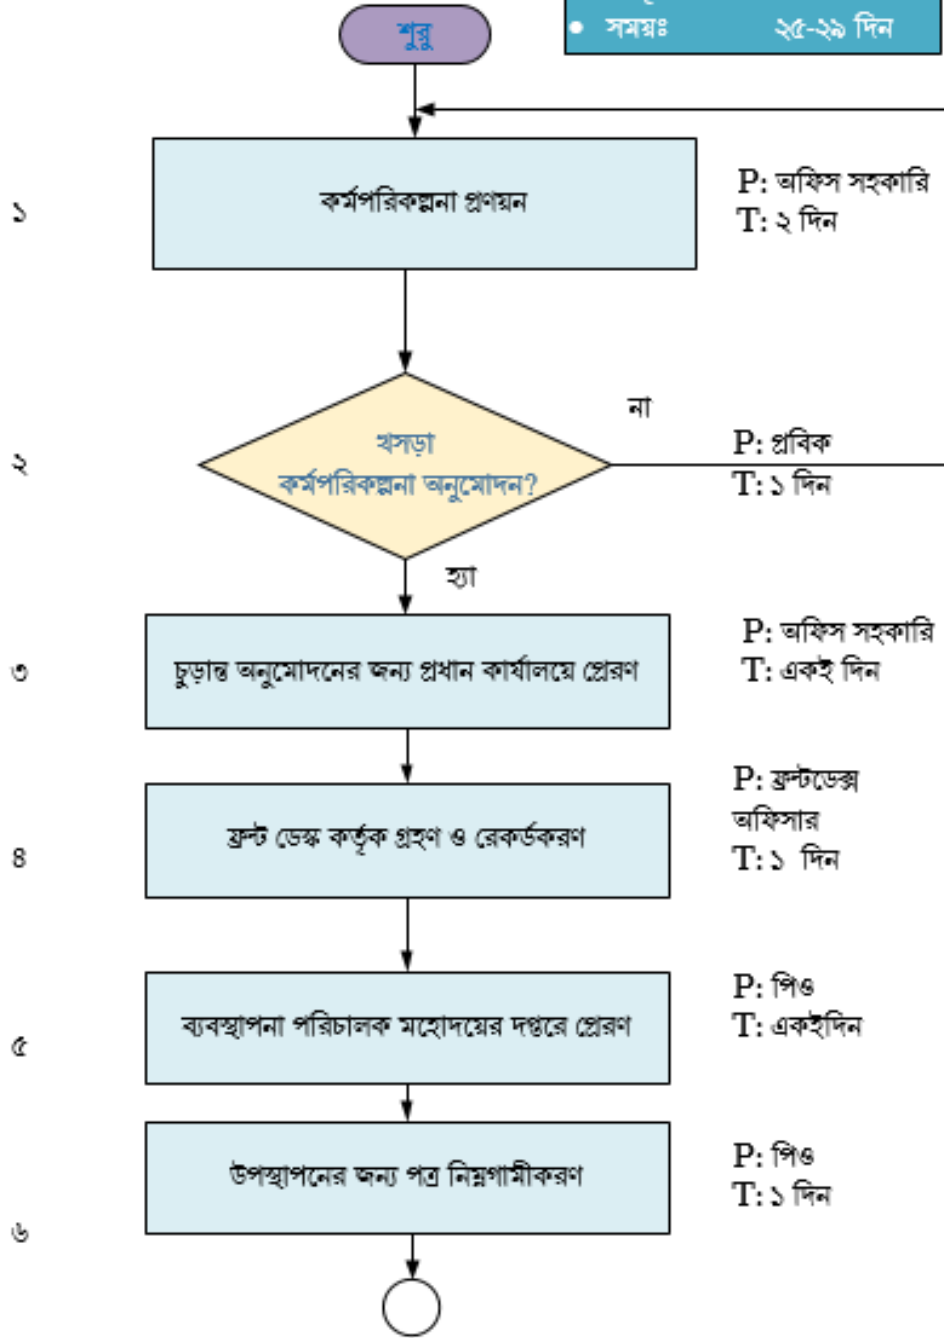 শুরু
• সময়ঃ ২৫-২৯ দিন
১
কর্মপরিকল্পনা প্রণয়ন
P: অফিস সহকারি
T: ২ দিন
না
২
খসড়া
কর্মপরিকল্পনা অনুমোদন?
P: প্রবিক
T: ১ দিন
হ্যা
৩
চুড়ান্ত অনুমোদনের জন্য প্রধান কার্যালয়ে প্রেরণ
P: অফিস সহকারি
T: একই দিন
৪
ফ্রন্ট ডেস্ক কর্তৃক গ্রহণ ও রেকর্ডকরণ
P: ফ্রন্টডেক্স
অফিসার
T: ১ দিন
৫
ব্যবস্থাপনা পরিচালক মহোদয়ের দপ্তরে প্রেরণ
P: পিও
T: একইদিন
৬
উপস্থাপনের জন্য পত্র নিম্নগামীকরণ
P: পিও
T: ১ দিন